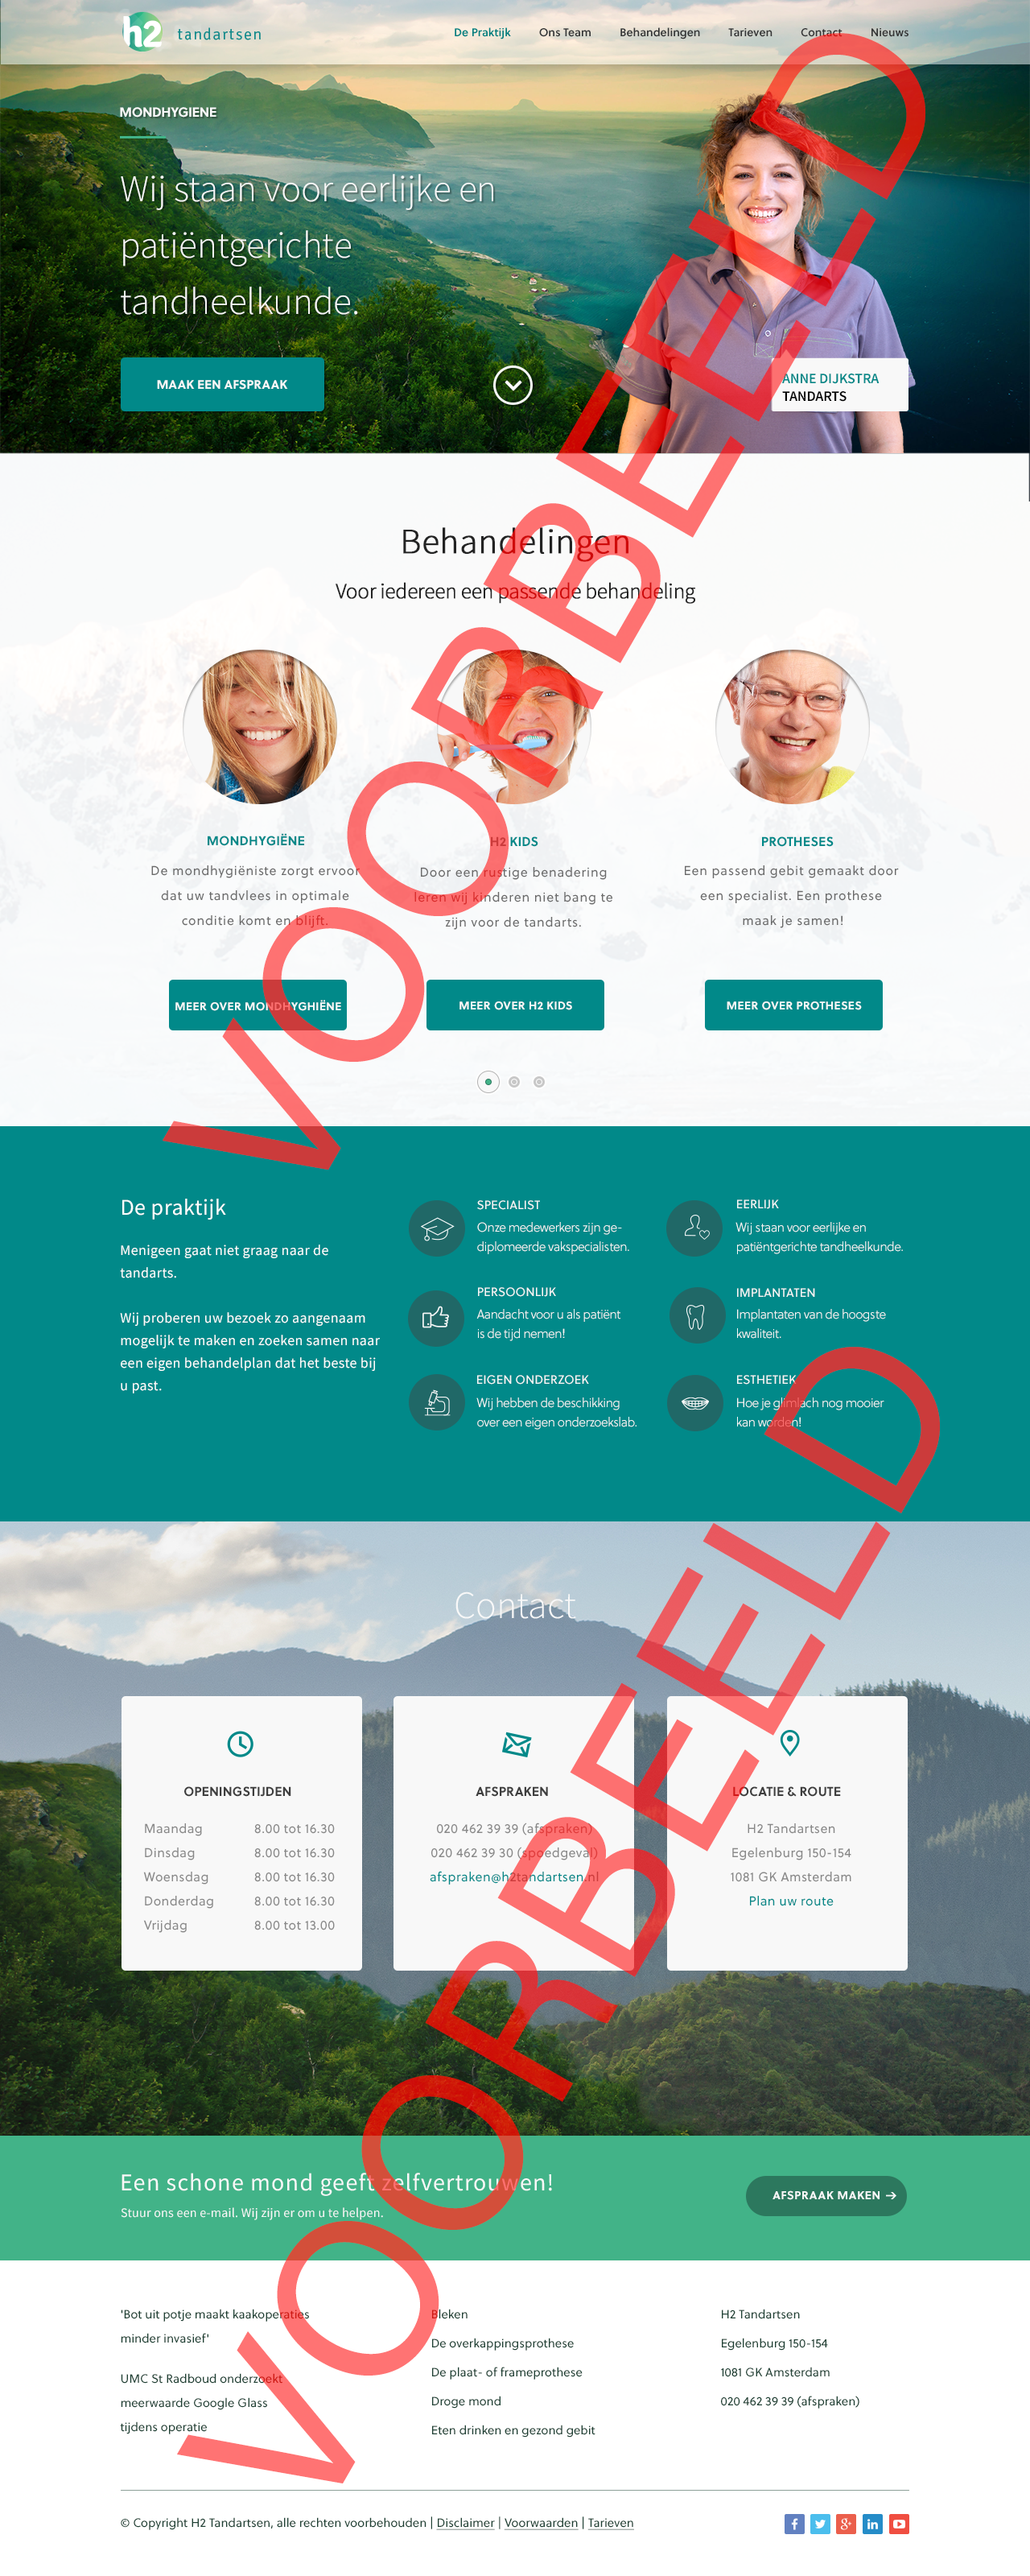 h2 tandartsen
De Praktijk Ons Team Behandelingen Tarieven Contact Nieuws
MONDHYGIENE
Wij staan voor eerlijke en
patiëntgerichte
tandheelkunde.
MAAK EEN AFSPRAAK
ANNE DIJKSTRA
TANDARTS
VOORBEELD
Behandelingen
Voor iedereen een passende behandeling
MONDHYGIËNE
De mondhygiëniste zorgt ervoor
dat uw tandvlees in optimale
conditie komt en blijft.
MEER OVER MONDHYGHIËNE
H2 KIDS
Door een rustige benadering
leren wij kinderen niet bang te
zijn voor de tandarts.
MEER OVER H2 KIDS
PROTHESES
Een passend gebit gemaakt door
een specialist. Een prothese
maak je samen!
MEER OVER PROTHESES
De praktijk
Menigeen gaat niet graag naar de
tandarts.
Wij proberen uw bezoek zo aangenaam
mogelijk te maken en zoeken samen naar
een eigen behandelplan dat het beste bij
u past.
SPECIALIST
Onze medewerkers zijn ge-
diplomeerde vakspecialisten.
PERSOONLIJK
Aandacht voor u als patiënt
is de tijd nemen!
EIGEN ONDERZOEK
Wij hebben de beschikking
over een eigen onderzoekslab.
EERLIJK
Wij staan voor eerlijke en
patiëntgerichte tandheelkunde.
IMPLANTATEN
Implantaten van de hoogste
kwaliteit.
ESTHETIEK
Hoe je glimlach nog mooier
kan worden!
VOORBEELD
Contact
OPENINGSTIJDEN
Maandag 8.00 tot 16.30
Dinsdag 8.00 tot 16.30
Woensdag 8.00 tot 16.30
Donderdag 8.00 tot 16.30
Vrijdag 8.00 tot 13.00
AFSPRAKEN
020 462 39 39 (afspraken)
020 462 39 30 (spoedgeval)
afspraken@h2tandartsen.nl
LOCATIE & ROUTE
H2 Tandartsen
Egelenburg 150-154
1081 GK Amsterdam
Plan uw route
Een schone mond geeft zelfvertrouwen!
Stuur ons een e-mail. Wij zijn er om u te helpen.
AFSPRAAK MAKEN →
'Bot uit potje maakt kaakoperaties
minder invasief'
UMC St Radboud onderzoekt
meerwaarde Google Glass
tijdens operatie
Bleken
De overkappingsprothese
De plaat- of frameprothese
Droge mond
Eten drinken en gezond gebit
H2 Tandartsen
Egelenburg 150-154
1081 GK Amsterdam
020 462 39 39 (afspraken)
© Copyright H2 Tandartsen, alle rechten voorbehouden | Disclaimer | Voorwaarden | Tarieven